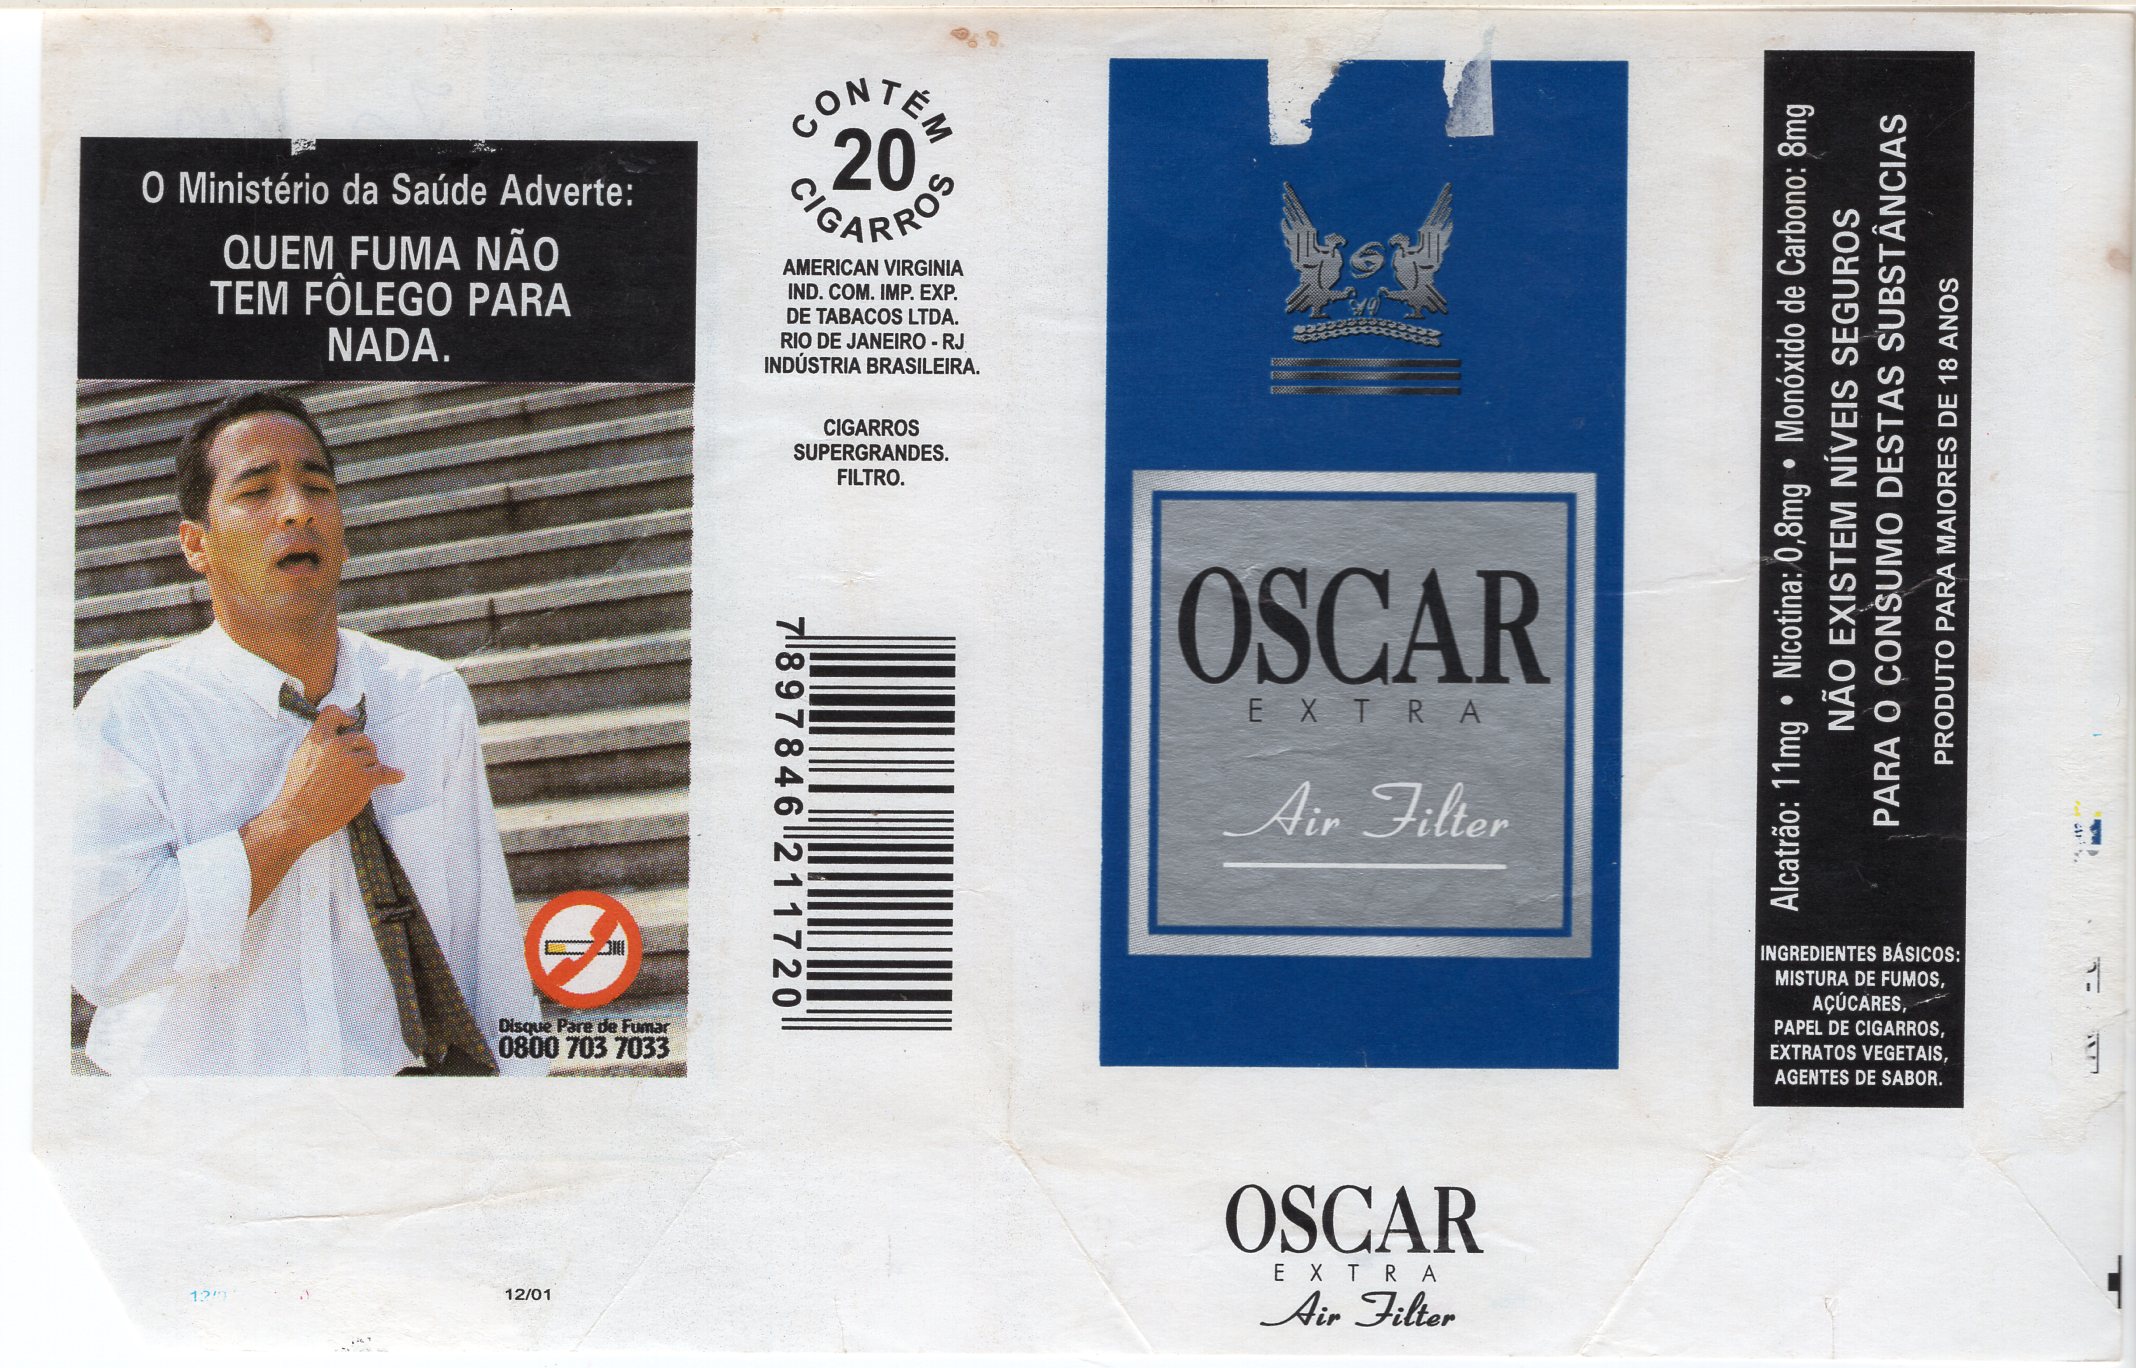 O Ministério da Saúde Adverte:
QUEM FUMA NÃO
TEM FÔLEGO PARA
NADA.
Disque Pare de Fumar
0800 703 7033
12/01
CONTÉM
20
CIGARROS
AMERICAN VIRGINIA
IND. COM. IMP. EXP.
DE TABACOS LTDA.
RIO DE JANEIRO - RJ
INDÚSTRIA BRASILEIRA.
CIGARROS
SUPERGRANDES.
FILTRO.
7 897846 211720
OSCAR
EXTRA
Air Filter
OSCAR
EXTRA
Air Filter
Alcatrão: 11mg • Nicotina: 0,8mg • Monóxido de Carbono: 8mg
NÃO EXISTEM NÍVEIS SEGUROS
PARA O CONSUMO DESTAS SUBSTÂNCIAS
PRODUTO PARA MAIORES DE 18 ANOS
INGREDIENTES BÁSICOS:
MISTURA DE FUMOS,
AÇÚCARES,
PAPEL DE CIGARROS,
EXTRATOS VEGETAIS,
AGENTES DE SABOR.